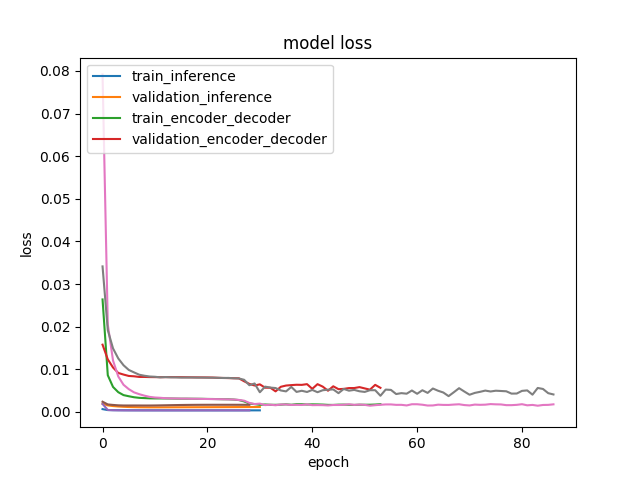 model loss
train_inference
validation_inference
train_encoder_decoder
validation_encoder_decoder
0.08
0.07
0.06
0.05
0.04
0.03
0.02
0.01
0.00
loss
0 20 40 60 80
epoch